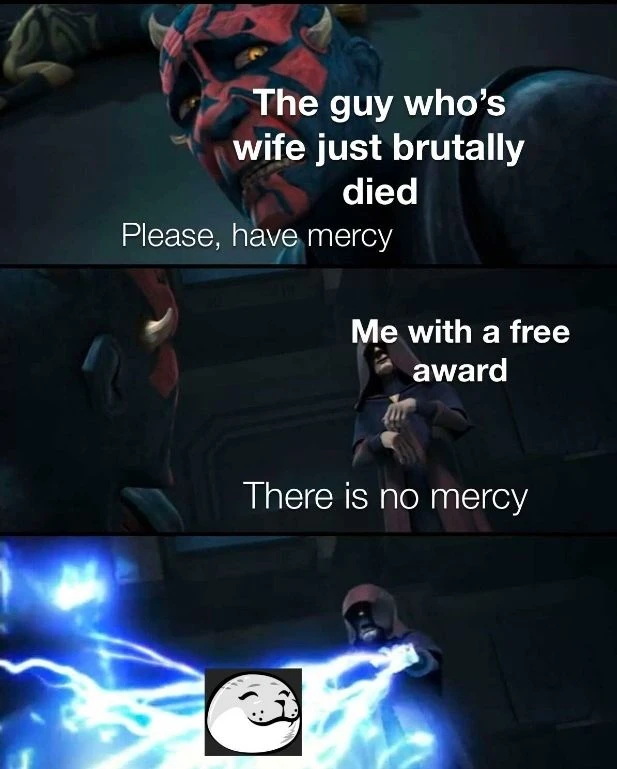 The guy who’s
wife just brutally
died
Please, have mercy
Me with a free
award
There is no mercy